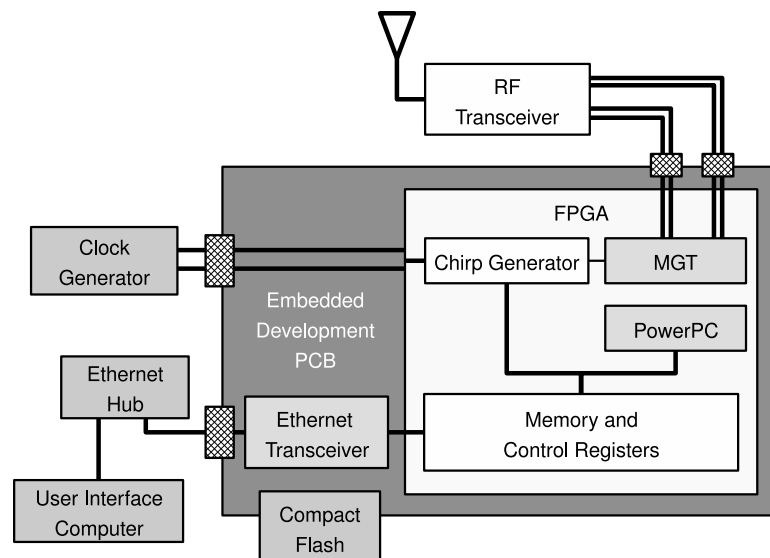 RF
Transceiver
FPGA
Clock
Generator
Chirp Generator
MGT
Embedded
Development
PCB
PowerPC
Ethernet
Hub
Ethernet
Transceiver
Memory and
Control Registers
User Interface
Computer
Compact
Flash